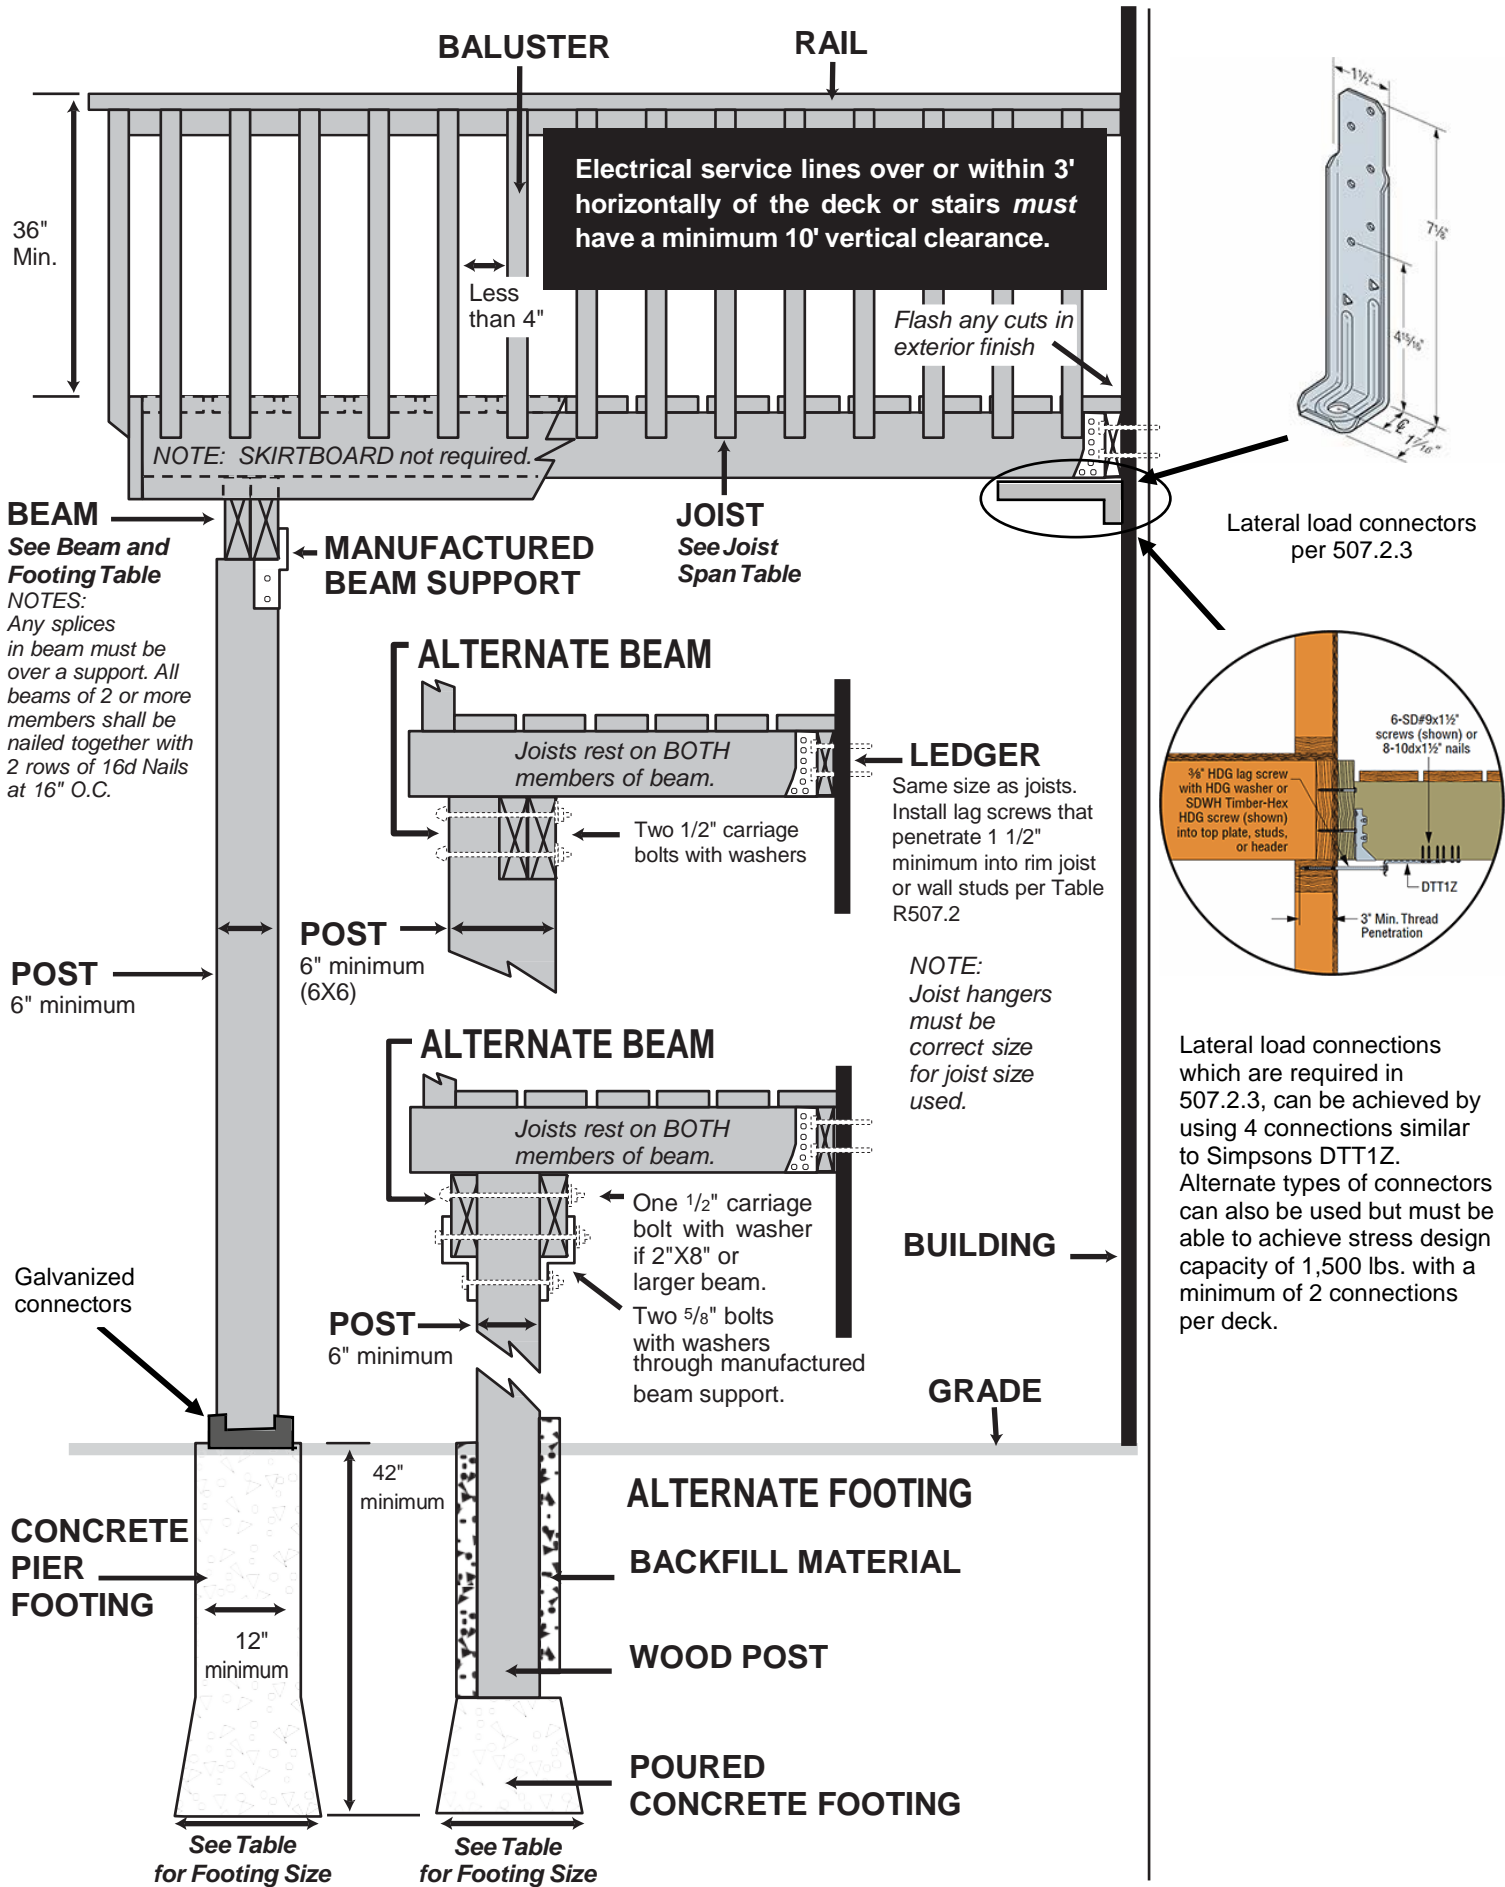 BALUSTER
RAIL
Electrical service lines over or within 3'
horizontally of the deck or stairs must
have a minimum 10' vertical clearance.
36"
Min.
Less
than 4"
Flash any cuts in
exterior finish
NOTE: SKIRTBOARD not required.
BEAM
See Beam and
Footing Table
NOTES:
Any splices
in beam must be
over a support. All
beams of 2 or more
members shall be
nailed together with
2 rows of 16d Nails
at 16" O.C.
MANUFACTURED
BEAM SUPPORT
JOIST
See Joist
Span Table
ALTERNATE BEAM
Joists rest on BOTH
members of beam.
Two 1/2" carriage
bolts with washers
LEDGER
Same size as joists.
Install lag screws that
penetrate 1 1/2"
minimum into rim joist
or wall studs per Table
R507.2
POST
6" minimum
(6X6)
POST
6" minimum
NOTE:
Joist hangers
must be
correct size
for joist size
used.
ALTERNATE BEAM
Joists rest on BOTH
members of beam.
One 1/2" carriage
bolt with washer
if 2"X8" or
larger beam.
Two 5/8" bolts
with washers
through manufactured
beam support.
POST
6" minimum
BUILDING
Galvanized
connectors
GRADE
42"
minimum
ALTERNATE FOOTING
CONCRETE
PIER
FOOTING
BACKFILL MATERIAL
12"
minimum
WOOD POST
POURED
CONCRETE FOOTING
See Table
for Footing Size
See Table
for Footing Size
1½"
7⅛"
4¹⁵⁄₁₆"
℄
1⁷⁄₁₆"
Lateral load connectors
per 507.2.3
6-SD#9x1½"
screws (shown) or
8-10dx1½" nails
⅜" HDG lag screw
with HDG washer or
SDWH Timber-Hex
HDG screw (shown)
into top plate, studs,
or header
DTT1Z
3" Min. Thread
Penetration
Lateral load connections
which are required in
507.2.3, can be achieved by
using 4 connections similar
to Simpsons DTT1Z.
Alternate types of connectors
can also be used but must be
able to achieve stress design
capacity of 1,500 lbs. with a
minimum of 2 connections
per deck.